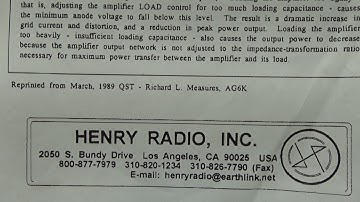 that is, adjusting the amplifier LOAD control for too much loading capacitance - causes
the minimum anode voltage to fall below this level. The result is a dramatic increase in
grid current and distortion, and a reduction in peak power output. Loading the amplifier
too heavily - insufficient loading capacitance - also causes the output power to decrease
because the amplifier output network is not adjusted to the impedance-transformation ratio
necessary for maximum power transfer between the amplifier and its load.
Reprinted from March, 1989 QST - Richard L. Measures, AG6K
HENRY RADIO, INC.
2050 S. Bundy Drive Los Angeles, CA 90025 USA
800-877-7979 310-820-1234 310-826-7790 (Fax)
E-mail: henryradio@earthlink.net